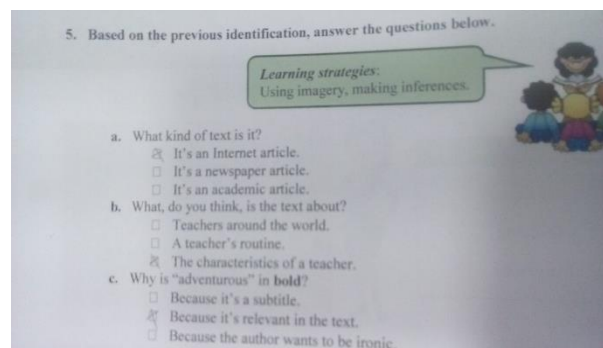 5. Based on the previous identification, answer the questions below.
Learning strategies:
Using imagery, making inferences.
a. What kind of text is it?
It's an Internet article.
It's a newspaper article.
It's an academic article.
b. What, do you think, is the text about?
Teachers around the world.
A teacher's routine.
The characteristics of a teacher.
c. Why is "adventurous" in bold?
Because it's a subtitle.
Because it's relevant in the text.
Because the author wants to be ironic.